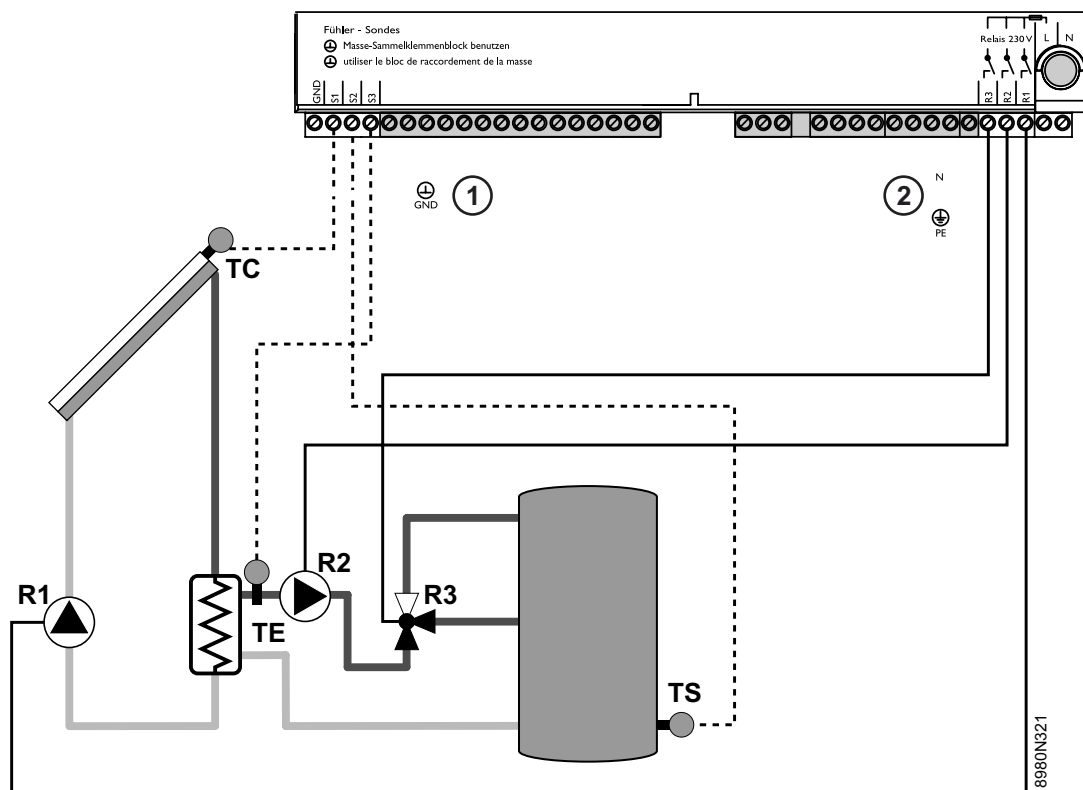 Fühler - Sondes
Masse-Sammelklemmenblock benutzen
utiliser le bloc de raccordement de la masse
GND
S1
S2
S3
Relais 230 V
L
N
R3
R2
R1
GND
1
2
N
PE
TC
R1
TE
R2
R3
TS
8980N321